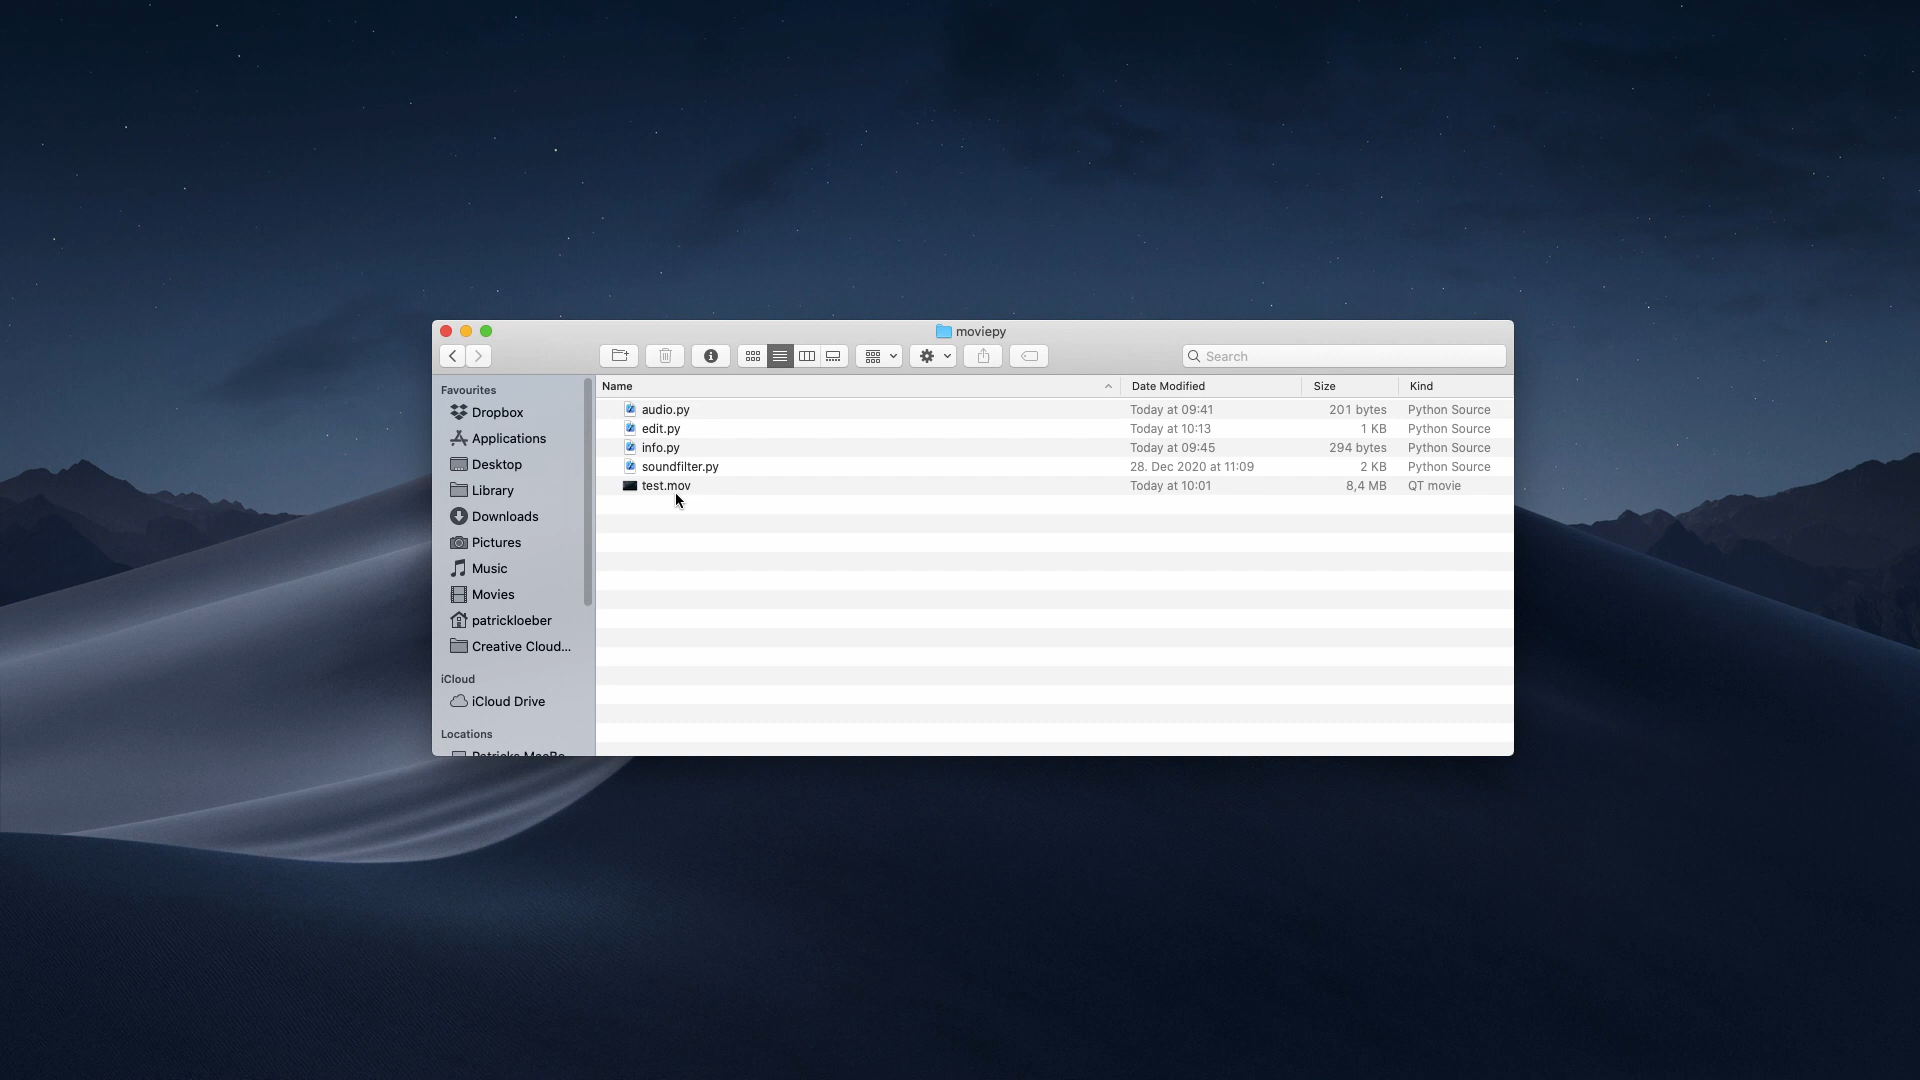 moviepy
Search
Favourites
Dropbox
Applications
Desktop
Library
Downloads
Pictures
Music
Movies
patrickloeber
Creative Cloud...
iCloud
iCloud Drive
Locations
Name Date Modified Size Kind
audio.py Today at 09:41 201 bytes Python Source
edit.py Today at 10:13 1 KB Python Source
info.py Today at 09:45 294 bytes Python Source
soundfilter.py 28. Dec 2020 at 11:09 2 KB Python Source
test.mov Today at 10:01 8,4 MB QT movie